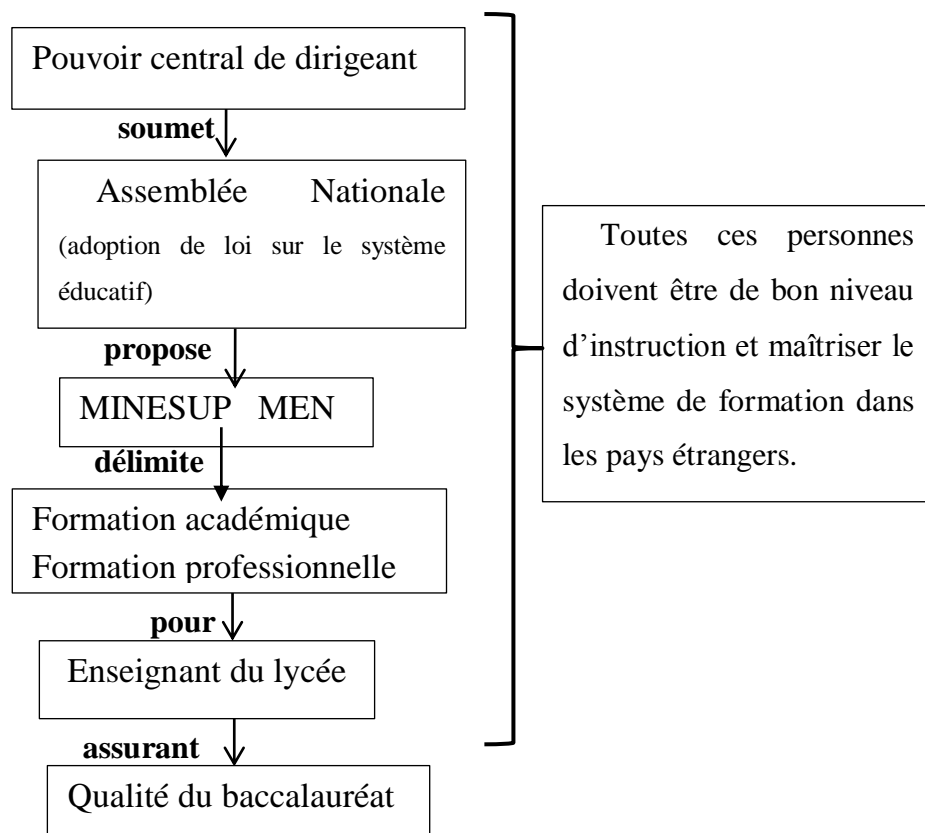 Pouvoir central de dirigeant
soumet
Assemblée Nationale
(adoption de loi sur le système
éducatif)
propose
MINESUP MEN
délimite
Formation académique
Formation professionnelle
pour
Enseignant du lycée
assurant
Qualité du baccalauréat
Toutes ces personnes
doivent être de bon niveau
d’instruction et maîtriser le
système de formation dans
les pays étrangers.